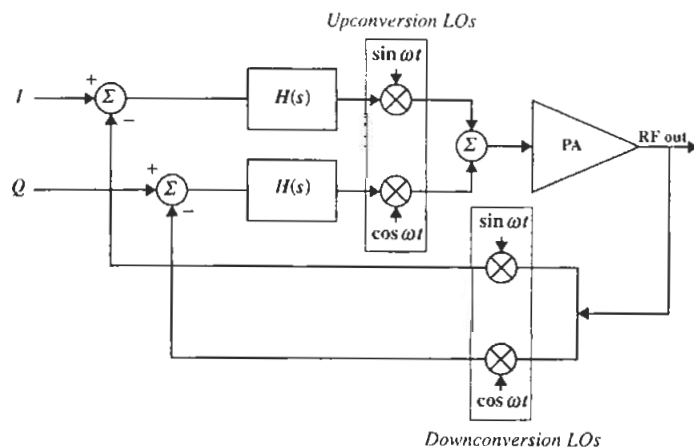 Upconversion LOs
sin ωt
I
+
Σ
−
H(s)
PA
RF out
Σ
Q
+
Σ
−
H(s)
cos ωt
sin ωt
cos ωt
Downconversion LOs